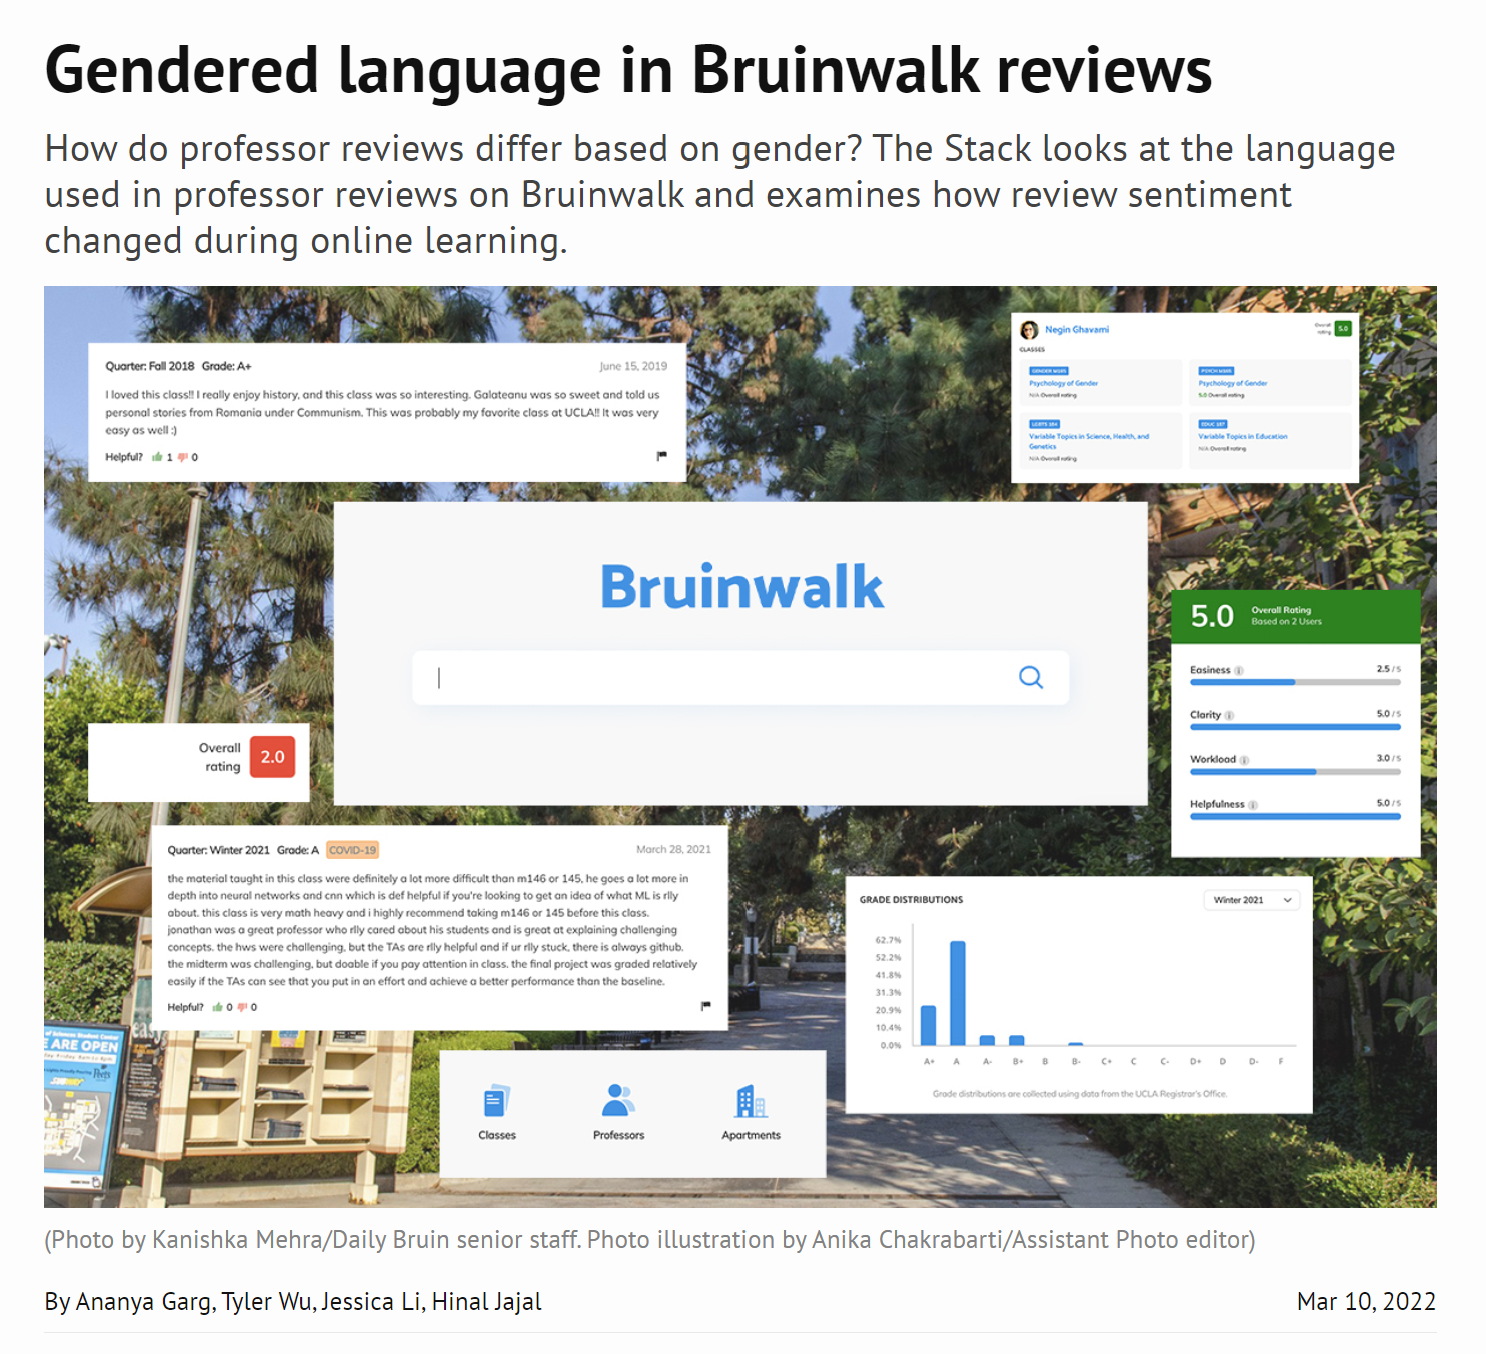 Gendered language in Bruinwalk reviews
How do professor reviews differ based on gender? The Stack looks at the language
used in professor reviews on Bruinwalk and examines how review sentiment
changed during online learning.
Quarter: Fall 2018 Grade: A+ June 15, 2019
I loved this class!! I really enjoy history, and this class was so interesting. Galateanu was so sweet and told us
personal stories from Romania under Communism. This was probably my favorite class at UCLA!! It was very
easy as well :)
Helpful? 1 0
Negin Ghavami
Overall
rating
5.0
CLASSES
GENDER M165
Psychology of Gender
N/A Overall rating
PSYCH M165
Psychology of Gender
5.0 Overall rating
LGBTS 184
Variable Topics in Science, Health, and
Genetics
N/A Overall rating
EDUC 187
Variable Topics in Education
N/A Overall rating
Bruinwalk
5.0
Overall Rating
Based on 2 Users
Easiness 2.5 / 5
Clarity 5.0 / 5
Workload 3.0 / 5
Helpfulness 5.0 / 5
Overall
rating
2.0
Quarter: Winter 2021 Grade: A COVID-19 March 28, 2021
the material taught in this class were definitely a lot more difficult than m146 or 145, he goes a lot more in
depth into neural networks and cnn which is def helpful if you're looking to get an idea of what ML is rlly
about. this class is very math heavy and i highly recommend taking m146 or 145 before this class.
jonathan was a great professor who rlly cared about his students and is great at explaining challenging
concepts. the hws were challenging, but the TAs are rlly helpful and if ur rlly stuck, there is always github.
the midterm was challenging, but doable if you pay attention in class. the final project was graded relatively
easily if the TAs can see that you put in an effort and achieve a better performance than the baseline.
Helpful? 0 0
GRADE DISTRIBUTIONS Winter 2021
62.7%
52.2%
41.8%
31.3%
20.9%
10.4%
0.0%
A+ A A- B+ B B- C+ C C- D+ D D- F
Grade distributions are collected using data from the UCLA Registrar's Office.
of Sciences Student Center
E ARE OPEN
Peet's
SUBWAY
easy
Classes
Professors
Apartments
(Photo by Kanishka Mehra/Daily Bruin senior staff. Photo illustration by Anika Chakrabarti/Assistant Photo editor)
By Ananya Garg, Tyler Wu, Jessica Li, Hinal Jajal Mar 10, 2022